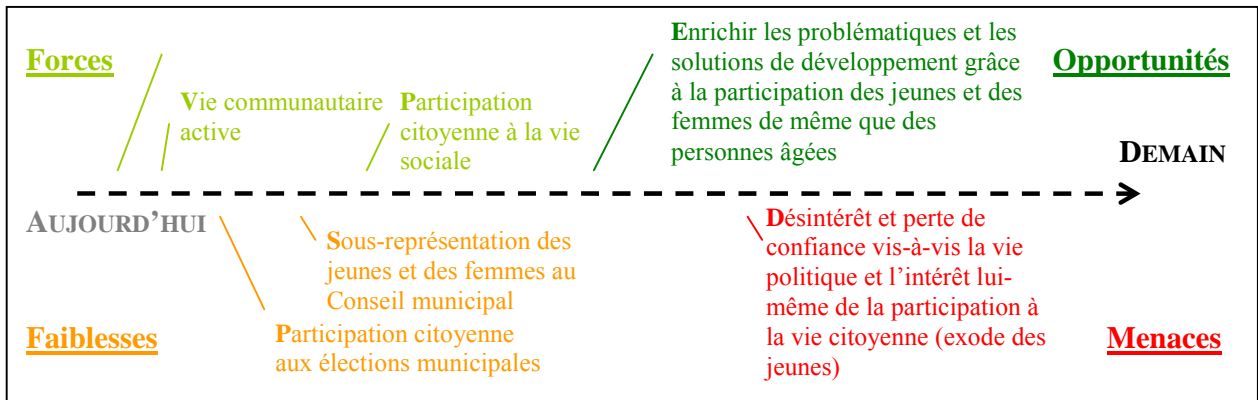 Forces
Vie communautaire
active
Participation
citoyenne à la vie
sociale
Enrichir les problématiques et les
solutions de développement grâce
à la participation des jeunes et des
femmes de même que des
personnes âgées
Opportunités
DEMAIN
AUJOURD’HUI
Sous-représentation des
jeunes et des femmes au
Conseil municipal
Participation citoyenne
aux élections municipales
Faiblesses
Désintérêt et perte de
confiance vis-à-vis la vie
politique et l’intérêt lui-
même de la participation à
la vie citoyenne (exode des
jeunes)
Menaces